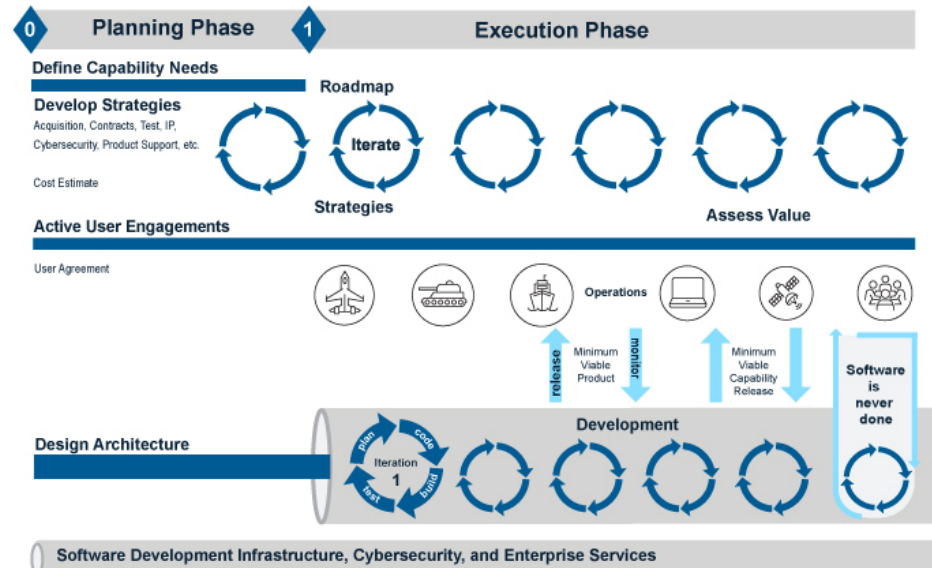 0
Planning Phase
1
Execution Phase
Define Capability Needs
Roadmap
Develop Strategies
Acquisition, Contracts, Test, IP,
Cybersecurity, Product Support, etc.
Iterate
Cost Estimate
Strategies
Assess Value
Active User Engagements
User Agreement
Operations
release
Minimum
Viable
Product
monitor
Minimum
Viable
Capability
Release
Software
is
never
done
Development
Design Architecture
plan
code
build
test
Iteration
1
Software Development Infrastructure, Cybersecurity, and Enterprise Services